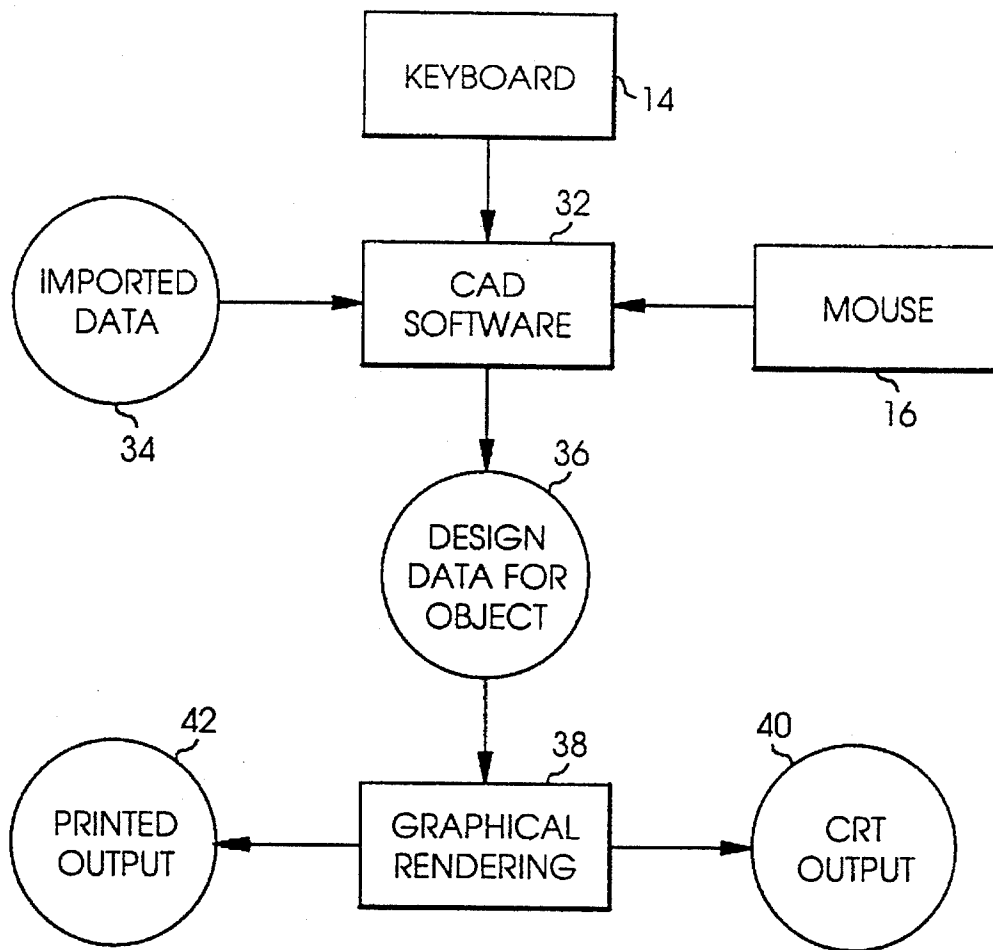 KEYBOARD
14
32
IMPORTED
DATA
34
CAD
SOFTWARE
MOUSE
16
36
DESIGN
DATA FOR
OBJECT
42
PRINTED
OUTPUT
38
GRAPHICAL
RENDERING
40
CRT
OUTPUT